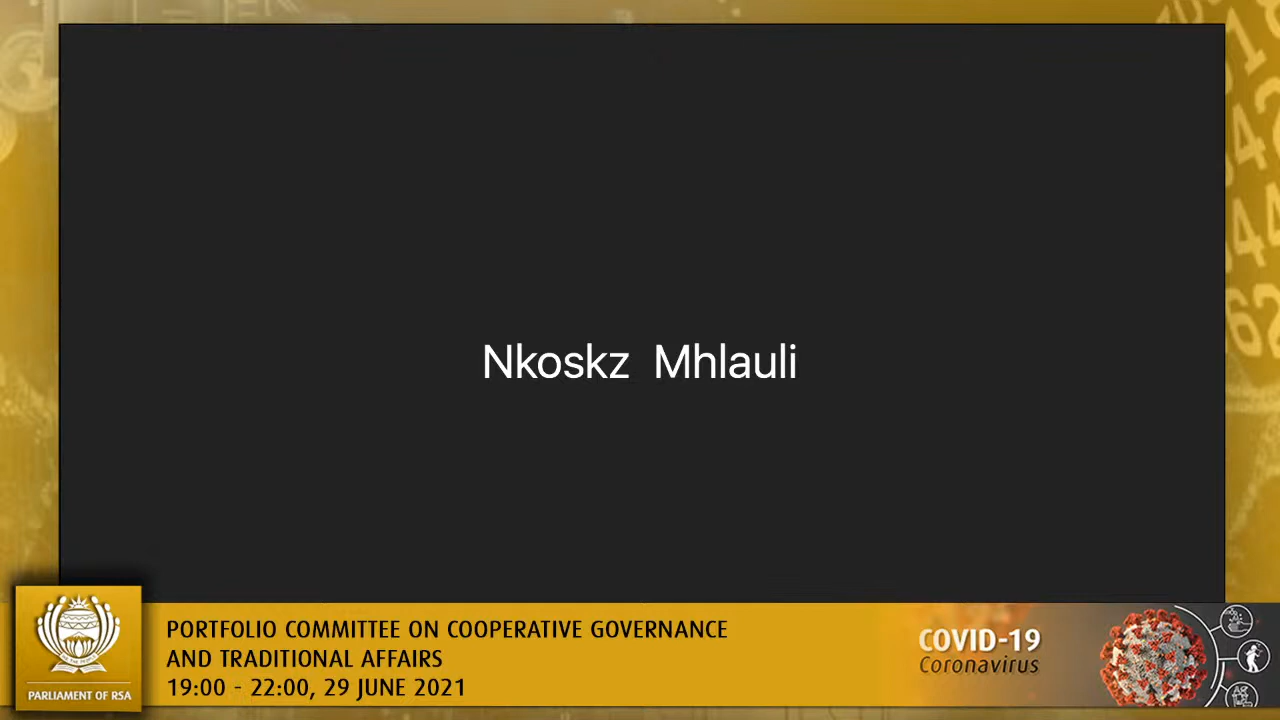 Nkoskz Mhlauli
PORTFOLIO COMMITTEE ON COOPERATIVE GOVERNANCE
AND TRADITIONAL AFFAIRS
19:00 - 22:00, 29 JUNE 2021
PARLIAMENT OF RSA
COVID-19
Coronavirus